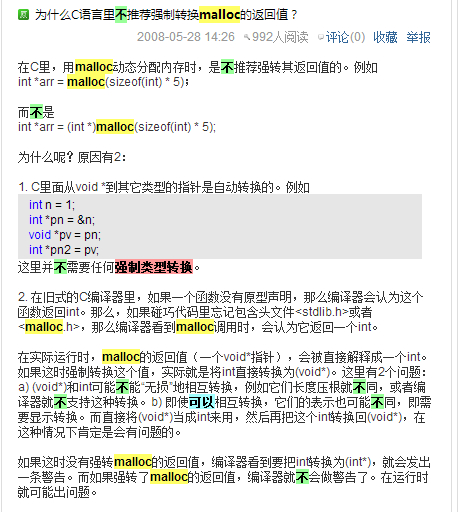 原 为什么C语言里不推荐强制转换malloc的返回值？
2008-05-28 14:26 992人阅读 评论(0) 收藏 举报
在C里，用malloc动态分配内存时，是不推荐强转其返回值的。例如
int *arr = malloc(sizeof(int) * 5);
而不是
int *arr = (int *)malloc(sizeof(int) * 5);
为什么呢？原因有2：
1. C里面从void *到其它类型的指针是自动转换的。例如
int n = 1;
int *pn = &n;
void *pv = pn;
int *pn2 = pv;
这里并不需要任何强制类型转换。
2. 在旧式的C编译器里，如果一个函数没有原型声明，那么编译器会认为这个
函数返回int。那么，如果碰巧代码里忘记包含头文件<stdlib.h>或者
<malloc.h>，那么编译器看到malloc调用时，会认为它返回一个int。
在实际运行时，malloc的返回值（一个void*指针），会被直接解释成一个int。
如果这时强制转换这个值，实际就是将int直接转换为(void*)。这里有2个问题：
a) (void*)和int可能不能“无损”地相互转换，例如它们长度压根就不同，或者编
译器就不支持这种转换。b) 即使可以相互转换，它们的表示也可能不同，即需
要显示转换。而直接将(void*)当成int来用，然后再把这个int转换回(void*)，在
这种情况下肯定是会有问题的。
如果这时没有强转malloc的返回值，编译器看到要把int转换为(int*)，就会发出
一条警告。而如果强转了malloc的返回值，编译器就不会做警告了。在运行时
就可能出问题。